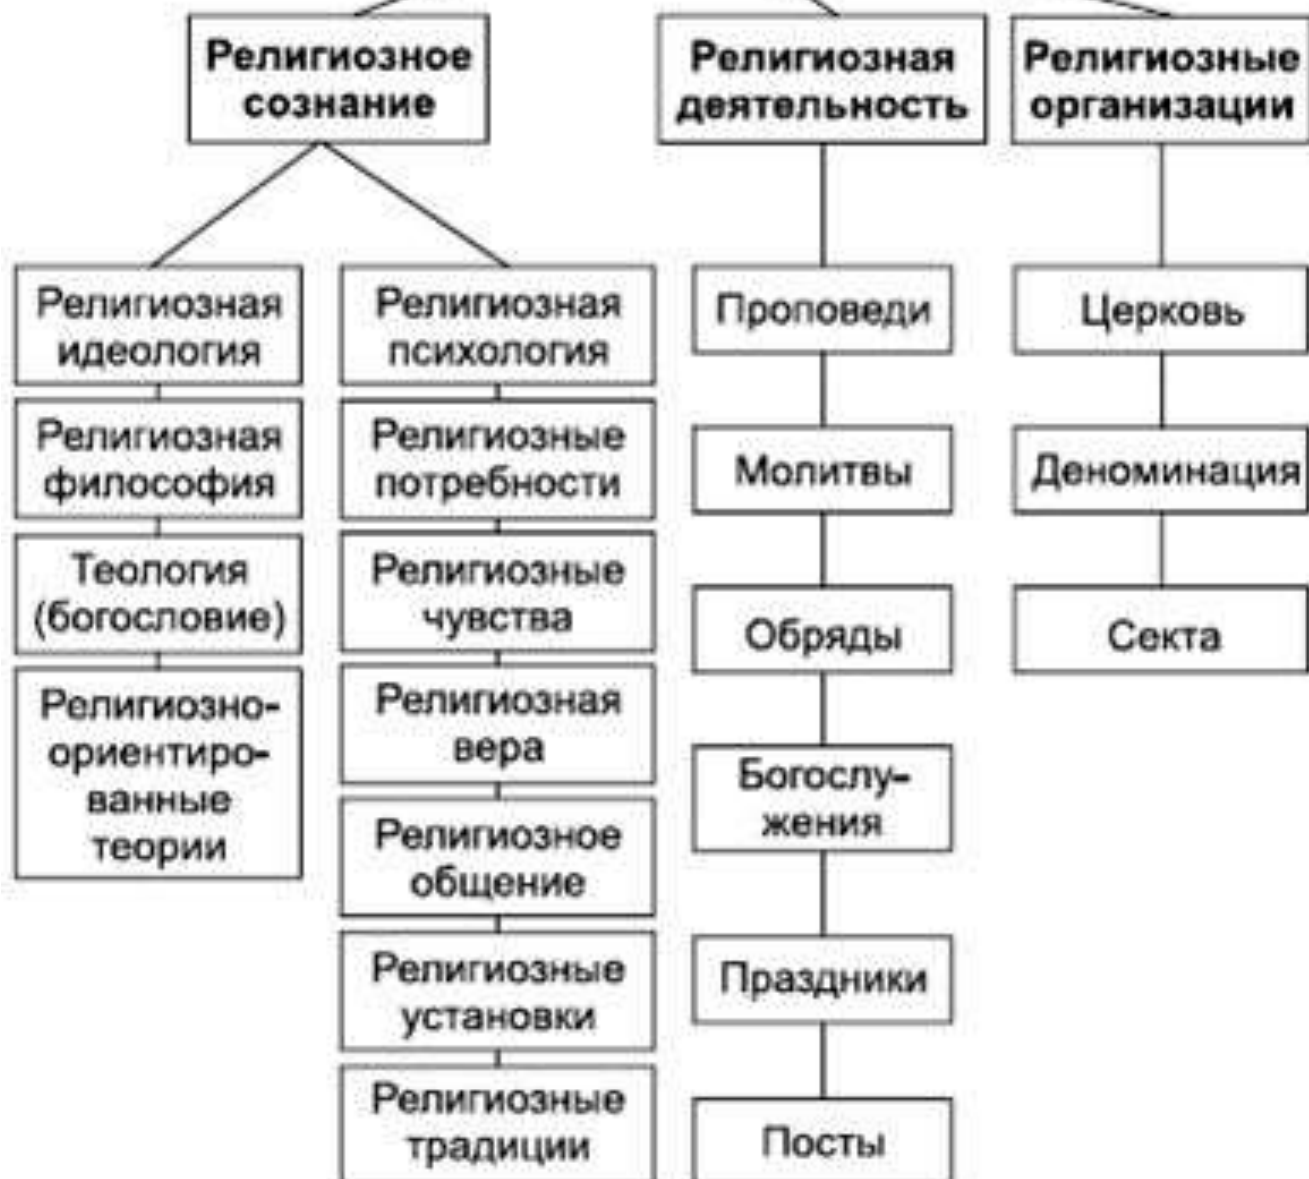 Религиозное
сознание
Религиозная
деятельность
Религиозные
организации
Религиозная
идеология
Религиозная
философия
Теология
(богословие)
Религиозно-
ориентиро-
ванные
теории
Религиозная
психология
Религиозные
потребности
Религиозные
чувства
Религиозная
вера
Религиозное
общение
Религиозные
установки
Религиозные
традиции
Проповеди
Молитвы
Обряды
Богослу-
жения
Праздники
Посты
Церковь
Деноминация
Секта